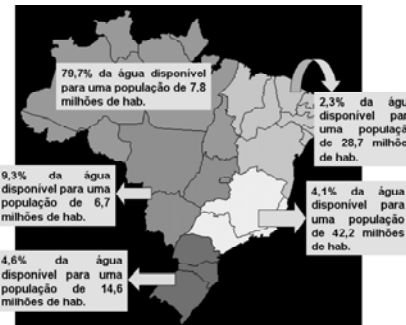 79,7% da água disponível
para uma população de 7.8
milhões de hab.
2,3% da
disponível
uma
de 28,7
de hab.
9,3% da água
disponível para uma
população de 6,7
milhões de hab.
4,1% da água
disponível para
uma população
de 42,2 milhões
de hab.
4,6% da água
disponível para uma
população de 14,6
milhões de hab.